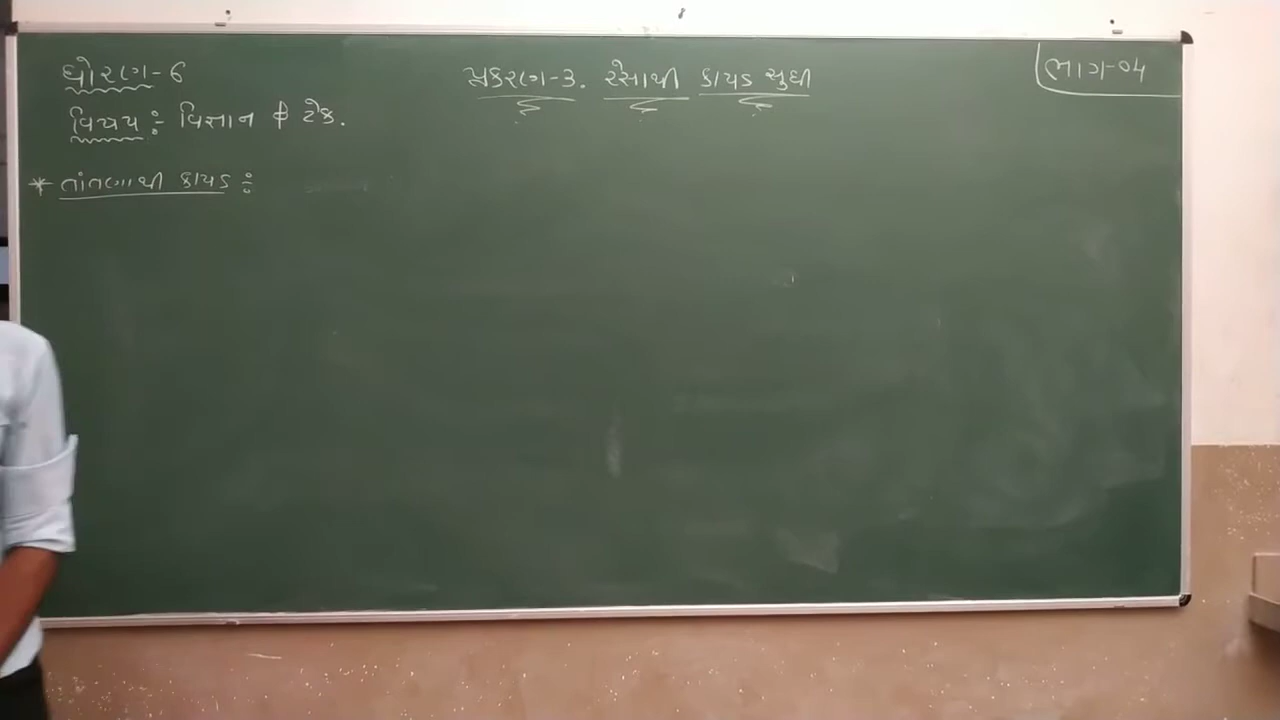 ધોરણ-6
પ્રકરણ-3. રેસાથી કાપડ સુધી
ભાગ-04
વિષય :- વિજ્ઞાન & ટેક.
* તાંતણાથી કાપડ :-